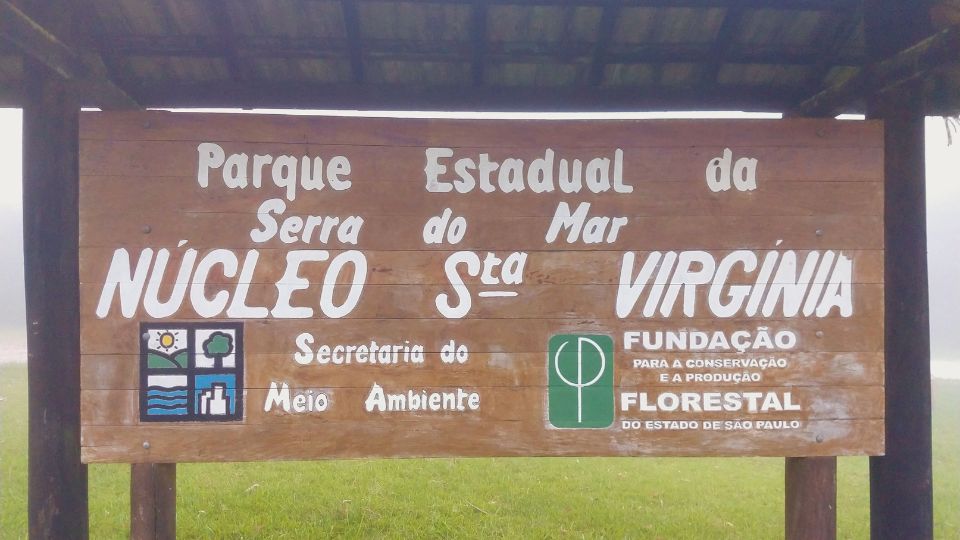 Parque Estadual da
Serra do Mar
NÚCLEO Sta VIRGÍNIA
Secretaria do
Meio Ambiente
FUNDAÇÃO
PARA A CONSERVAÇÃO
E A PRODUÇÃO
FLORESTAL
DO ESTADO DE SÃO PAULO